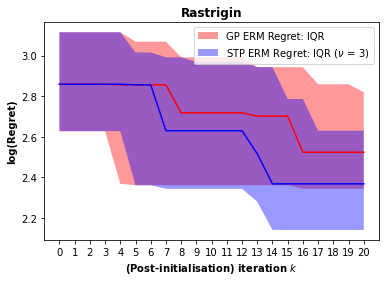 Rastrigin
GP ERM Regret: IQR
STP ERM Regret: IQR (ν = 3)
log(Regret)
3.0
2.8
2.6
2.4
2.2
0 1 2 3 4 5 6 7 8 9 10 11 12 13 14 15 16 17 18 19 20
(Post-initialisation) iteration k